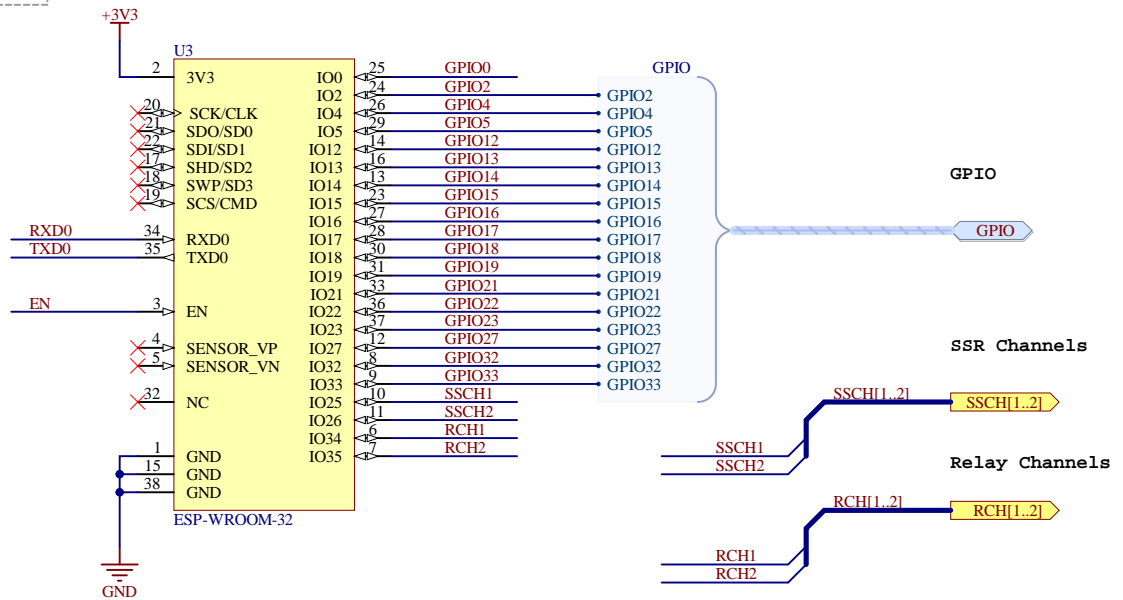 +3V3
U3
2 3V3
20 SCK/CLK
21 SDO/SD0
22 SDI/SD1
17 SHD/SD2
18 SWP/SD3
19 SCS/CMD
RXD0 34 RXD0
TXD0 35 TXD0
EN 3 EN
4 SENSOR_VP
5 SENSOR_VN
32 NC
1 GND
15 GND
38 GND
ESP-WROOM-32
GND
IO0 25 GPIO0
IO2 24 GPIO2
IO4 26 GPIO4
IO5 29 GPIO5
IO12 14 GPIO12
IO13 16 GPIO13
IO14 13 GPIO14
IO15 23 GPIO15
IO16 27 GPIO16
IO17 28 GPIO17
IO18 30 GPIO18
IO19 31 GPIO19
IO21 33 GPIO21
IO22 36 GPIO22
IO23 37 GPIO23
IO27 12 GPIO27
IO32 8 GPIO32
IO33 9 GPIO33
IO25 10 SSCH1
IO26 11 SSCH2
IO34 6 RCH1
IO35 7 RCH2
GPIO
GPIO2
GPIO4
GPIO5
GPIO12
GPIO13
GPIO14
GPIO15
GPIO16
GPIO17
GPIO18
GPIO19
GPIO21
GPIO22
GPIO23
GPIO27
GPIO32
GPIO33
GPIO
GPIO
SSR Channels
SSCH[1..2] SSCH[1..2]
SSCH1
SSCH2
Relay Channels
RCH[1..2] RCH[1..2]
RCH1
RCH2